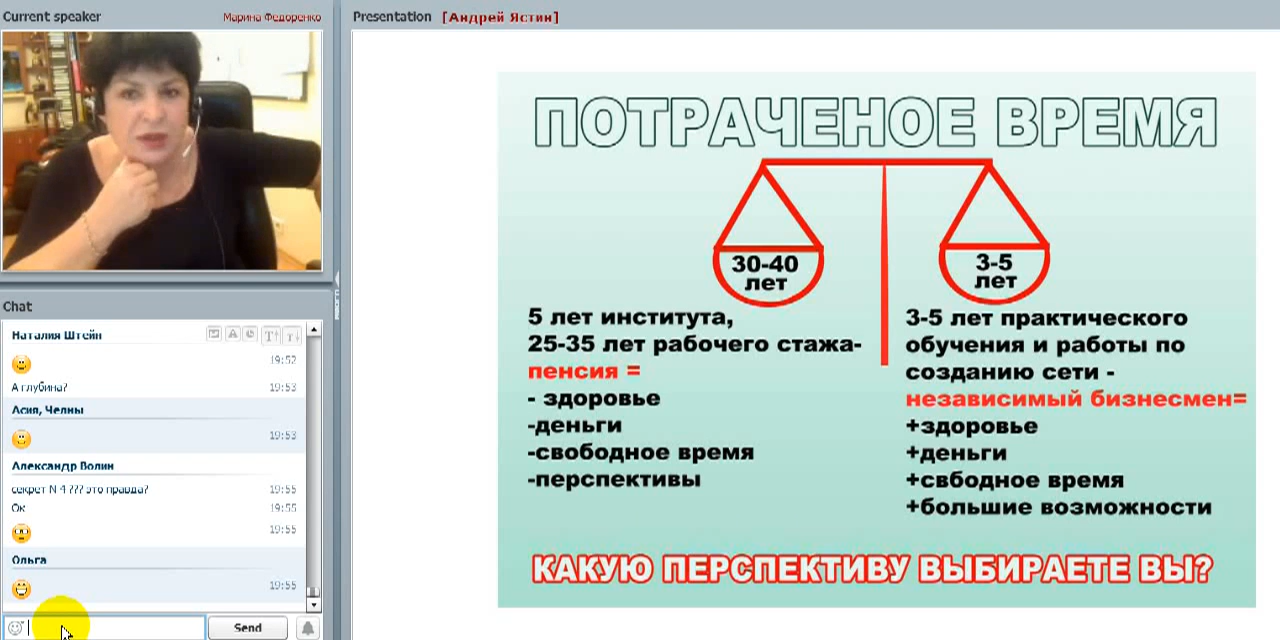 Current speaker
Марина Федоренко
Presentation
[Андрей Ястин]
Chat
Наталия Штейн
19:52
А глубина?
19:53
Асия, Челны
19:53
Александр Волин
секрет N 4 ??? это правда?
19:55
Ок
19:55
19:55
Ольга
19:55
Send
ПОТРАЧЕНОЕ ВРЕМЯ
30-40
лет
3-5
лет
5 лет института,
25-35 лет рабочего стажа-
пенсия =
- здоровье
-деньги
-свободное время
-перспективы
3-5 лет практического
обучения и работы по
созданию сети -
независимый бизнесмен=
+здоровье
+деньги
+свбодное время
+большие возможности
КАКУЮ ПЕРСПЕКТИВУ ВЫБИРАЕТЕ ВЫ?